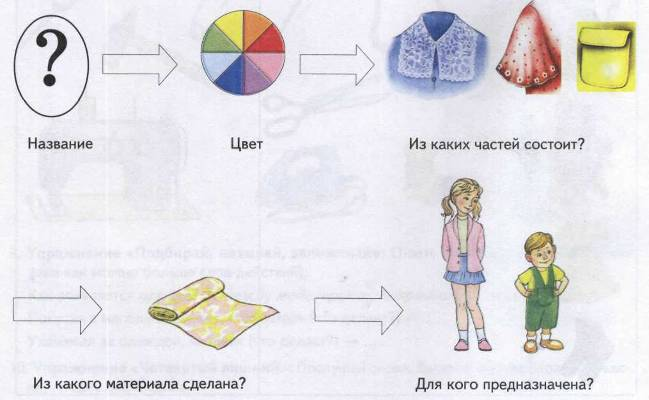 ?
Название
Цвет
Из каких частей состоит?
Из какого материала сделана?
Для кого предназначена?